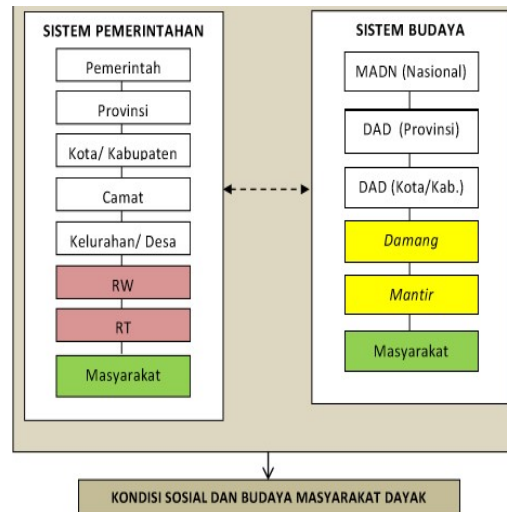 SISTEM PEMERINTAHAN
Pemerintah
Provinsi
Kota/ Kabupaten
Camat
Kelurahan/ Desa
RW
RT
Masyarakat
SISTEM BUDAYA
MADN (Nasional)
DAD (Provinsi)
DAD (Kota/Kab.)
Damang
Mantir
Masyarakat
KONDISI SOSIAL DAN BUDAYA MASYARAKAT DAYAK